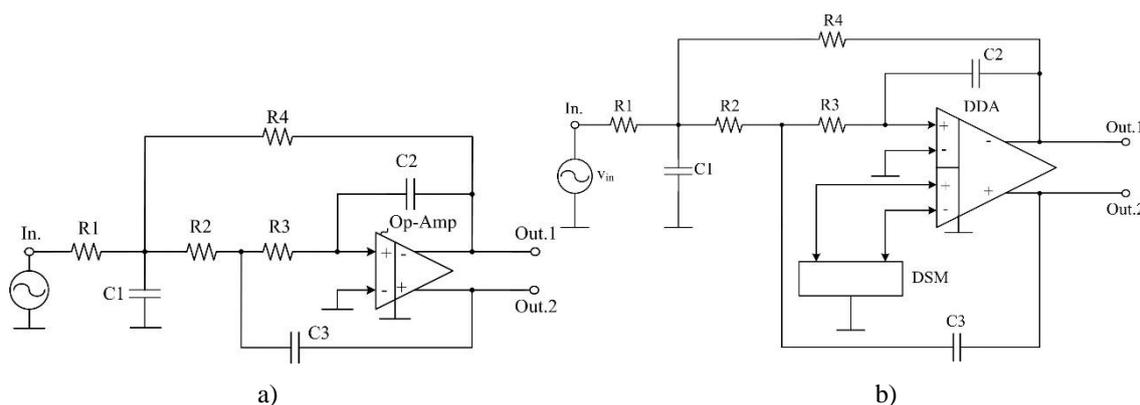 R4
C2
Op-Amp
In.
R1
R2
R3
+
-
-
+
Out.1
Out.2
C1
C3
a)
R4
C2
DDA
In.
R1
R2
R3
+
-
+
-
-
+
Out.1
Out.2
vin
C1
DSM
C3
b)